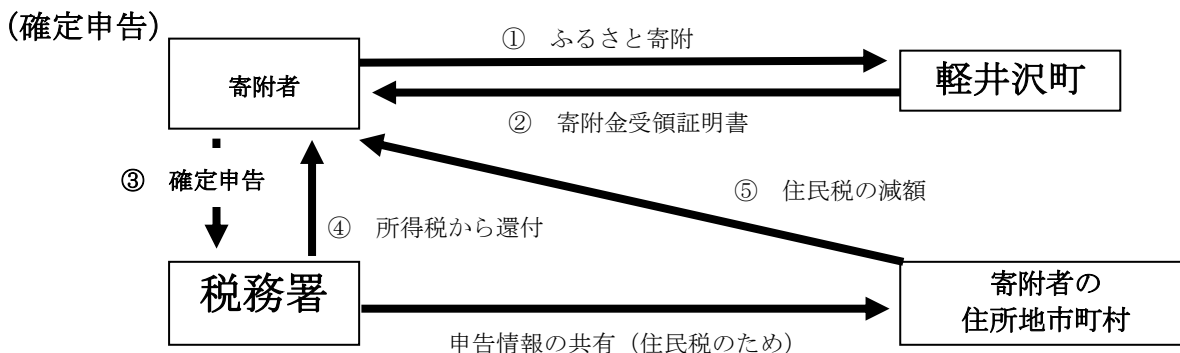 (確定申告)
① ふるさと寄附
寄附者
軽井沢町
② 寄附金受領証明書
③ 確定申告
⑤ 住民税の減額
④ 所得税から還付
税務署
寄附者の
住所地市町村
申告情報の共有（住民税のため）